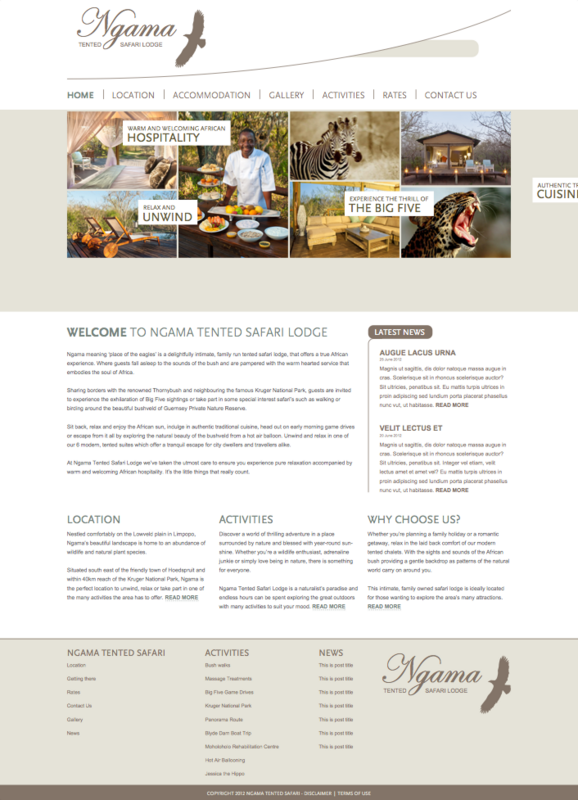 Ngama
TENTED SAFARI LODGE
HOME | LOCATION | ACCOMMODATION | GALLERY | ACTIVITIES | RATES | CONTACT US
WARM AND WELCOMING AFRICAN
HOSPITALITY
RELAX AND
UNWIND
EXPERIENCE THE THRILL OF
THE BIG FIVE
AUTHENTIC
CUISIN
WELCOME TO NGAMA TENTED SAFARI LODGE
Ngama meaning 'place of the eagles' is a delightfully intimate, family run tented safari lodge, that offers a true African
experience. Where guests fall asleep to the sounds of the bush and are pampered with the warm hearted service that
embodies the soul of Africa.
Sharing borders with the renowned Thornybush and neighbouring the famous Kruger National Park, guests are invited
to experience the exhilaration of Big Five sightings or take part in some special interest safari's such as walking or
birding around the beautiful bushveld of Guernsey Private Nature Reserve.
Sit back, relax and enjoy the African sun, indulge in authentic traditional cuisine, head out on early morning game drives
or escape from it all by exploring the natural beauty of the bushveld from a hot air balloon. Unwind and relax in one of
our 6 modern, tented suites which offer a tranquil escape for city dwellers and travellers alike.
At Ngama Tented Safari Lodge we've taken the utmost care to ensure you experience pure relaxation accompanied by
warm and welcoming African hospitality. It's the little things that really count.
LATEST NEWS
AUGUE LACUS URNA
25 June 2012
Magnis ut sagittis, dis dolor natoque massa augue in
cras. Scelerisque sit in rhoncus scelerisque auctor?
Sit ultricies, penatibus sit. Eu mattis turpis ultrices in
proin adipiscing sed lundium porta placerat phasellus
nunc vut, ut habitasse. READ MORE
VELIT LECTUS ET
20 June 2012
Magnis ut sagittis, dis dolor natoque massa augue in
cras. Scelerisque sit in rhoncus scelerisque auctor?
Sit ultricies, penatibus sit. Integer vel etiam, velit
lectus amet et amet vel? Eu mattis turpis ultrices in
proin adipiscing sed lundium porta placerat phasellus
nunc vut, ut habitasse. READ MORE
LOCATION
Nestled comfortably on the Lowveld plain in Limpopo,
Ngama's beautiful landscape is home to an abundance of
wildlife and natural plant species.
Situated south east of the friendly town of Hoedspruit and
within 40km reach of the Kruger National Park, Ngama is
the perfect location to unwind, relax or take part in one of
the many activities the area has to offer. READ MORE
ACTIVITIES
Discover a world of thrilling adventure in a place
surrounded by nature and blessed with year-round sun-
shine. Whether you're a wildlife enthusiast, adrenaline
junkie or simply love being in nature, there is something
for everyone.
Ngama Tented Safari Lodge is a naturalist's paradise and
endless hours can be spent exploring the great outdoors
with many activities to suit your mood. READ MORE
WHY CHOOSE US?
Whether you're planning a family holiday or a romantic
getaway, relax in the laid back comfort of our modern
tented chalets. With the sights and sounds of the African
bush providing a gentle backdrop as patterns of the natural
world carry on around you.
This intimate, family owned safari lodge is ideally located
for those wanting to explore the area's many attractions.
READ MORE
NGAMA TENTED SAFARI
Location
Getting there
Rates
Contact Us
Gallery
News
ACTIVITIES
Bush walks
Massage Treatments
Big Five Game Drives
Kruger National Park
Panorama Route
Blyde Dam Boat Trip
Moholoholo Rehabilitation Centre
Hot Air Ballooning
Jessica the Hippo
NEWS
This is post title
This is post title
This is post title
This is post title
This is post title
This is post title
This is post title
Ngama
TENTED SAFARI LODGE
COPYRIGHT 2012 NGAMA TENTED SAFARI - DISCLAIMER | TERMS OF USE